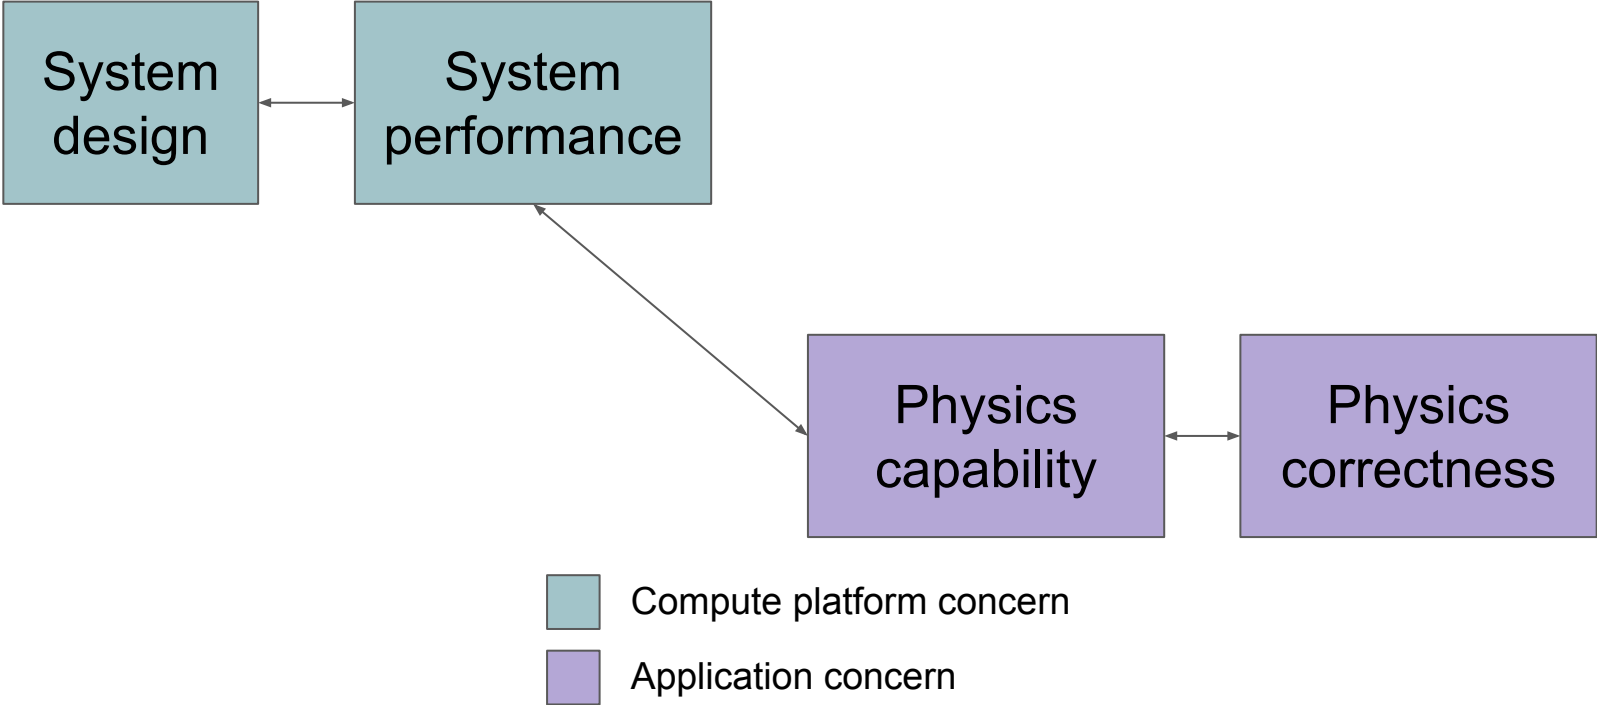 System
design
System
performance
Physics
capability
Physics
correctness
Compute platform concern
Application concern